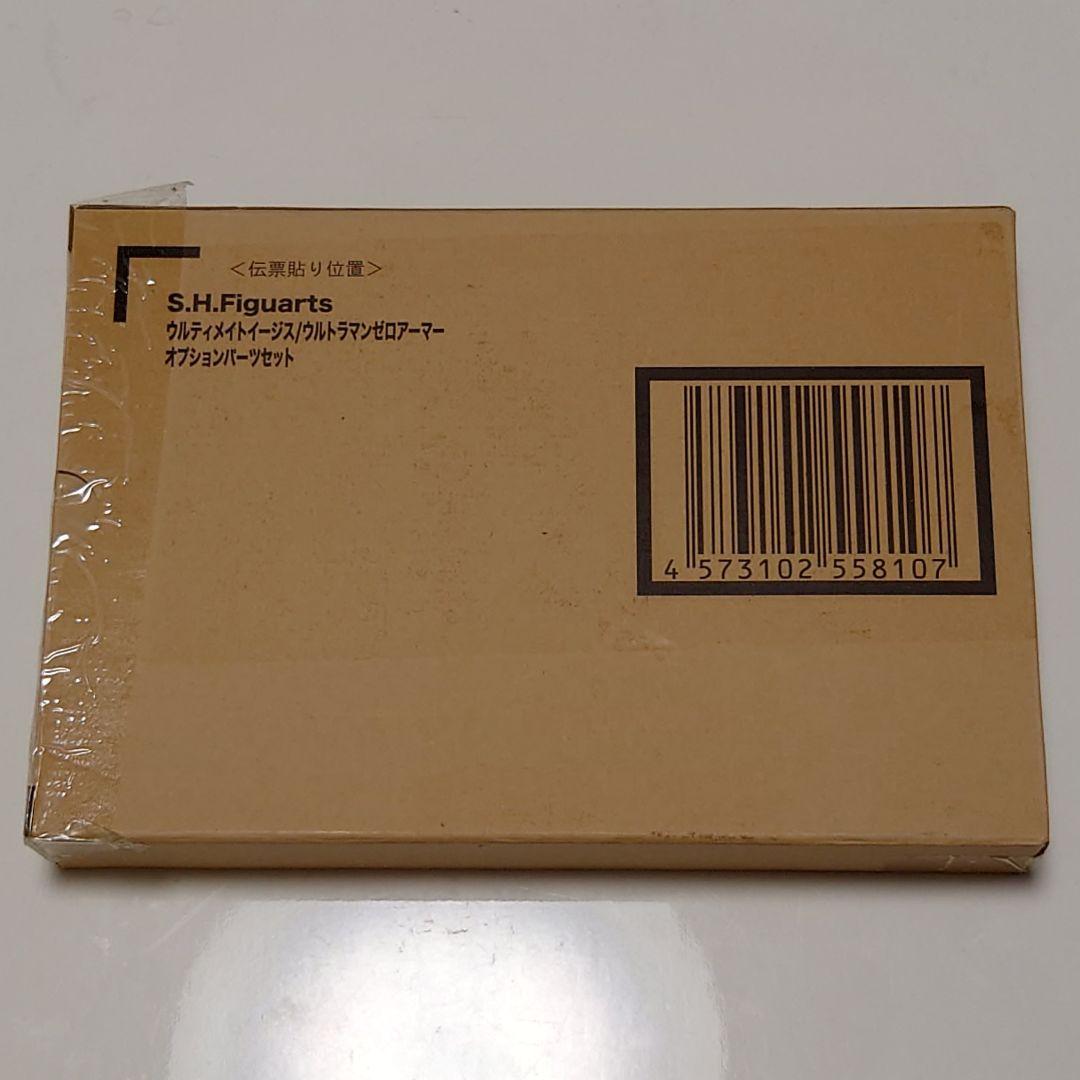 ＜伝票貼り位置＞
S.H.Figuarts
ウルティメイトイージス/ウルトラマンゼロアーマー
オプションパーツセット
4 573102 558107